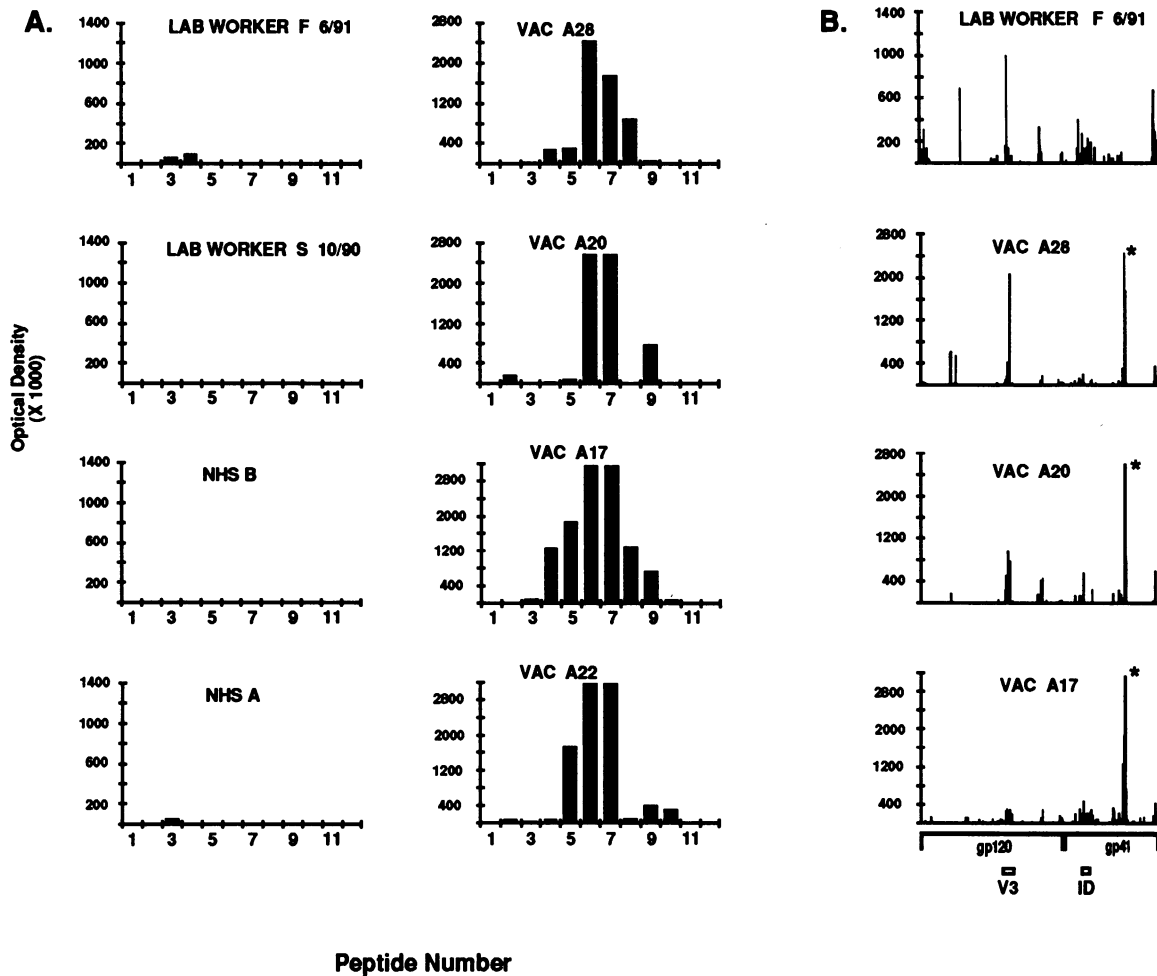 A.
LAB WORKER F 6/91
1400
1000
600
200
1 3 5 7 9 11
VAC A28
2800
2000
1200
400
1 3 5 7 9 11
B.
LAB WORKER F 6/91
1400
1000
600
200
LAB WORKER S 10/90
1400
1000
600
200
1 3 5 7 9 11
VAC A20
2800
2000
1200
400
1 3 5 7 9 11
VAC A28
*
2800
2000
1200
400
Optical Density
(X 1000)
NHS B
1400
1000
600
200
1 3 5 7 9 11
VAC A17
2800
2000
1200
400
1 3 5 7 9 11
VAC A20
*
2800
2000
1200
400
NHS A
1400
1000
600
200
1 3 5 7 9 11
VAC A22
2800
2000
1200
400
1 3 5 7 9 11
VAC A17
*
2800
2000
1200
400
gp120 gp41
V3 ID
Peptide Number